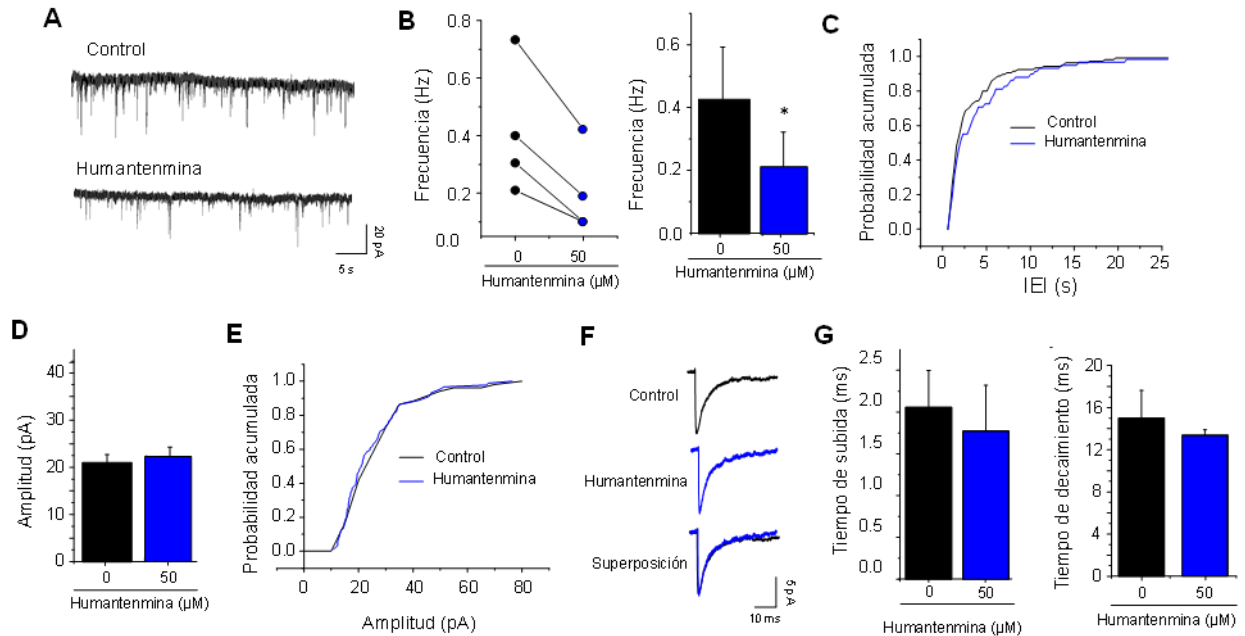 A
Control
Humantenmina
20 pA
5 s
B
Frecuencia (Hz)
0.8
0.6
0.4
0.2
0.0
0
50
Humantenmina (µM)
Frecuencia (Hz)
0.6
0.4
0.2
0.0
*
0
50
Humantenmina (µM)
C
Probabilidad acumulada
1.0
0.8
0.6
0.4
0.2
0.0
Control
Humantenmina
0
5
10
15
20
25
IEI (s)
D
Amplitud (pA)
40
30
20
10
0
0
50
Humantenmina (µM)
E
Probabilidad acumulada
1.0
0.8
0.6
0.4
0.2
0.0
Control
Humantenmina
0
20
40
60
80
Amplitud (pA)
F
Control
Humantenmina
Superposición
5 pA
10 ms
G
Tiempo de subida (ms)
2.5
2.0
1.5
1.0
0.5
0.0
0
50
Humantenmina (µM)
Tiempo de decaimiento (ms)
20
18
16
14
12
10
8
6
4
2
0
0
50
Humantenmina (µM)